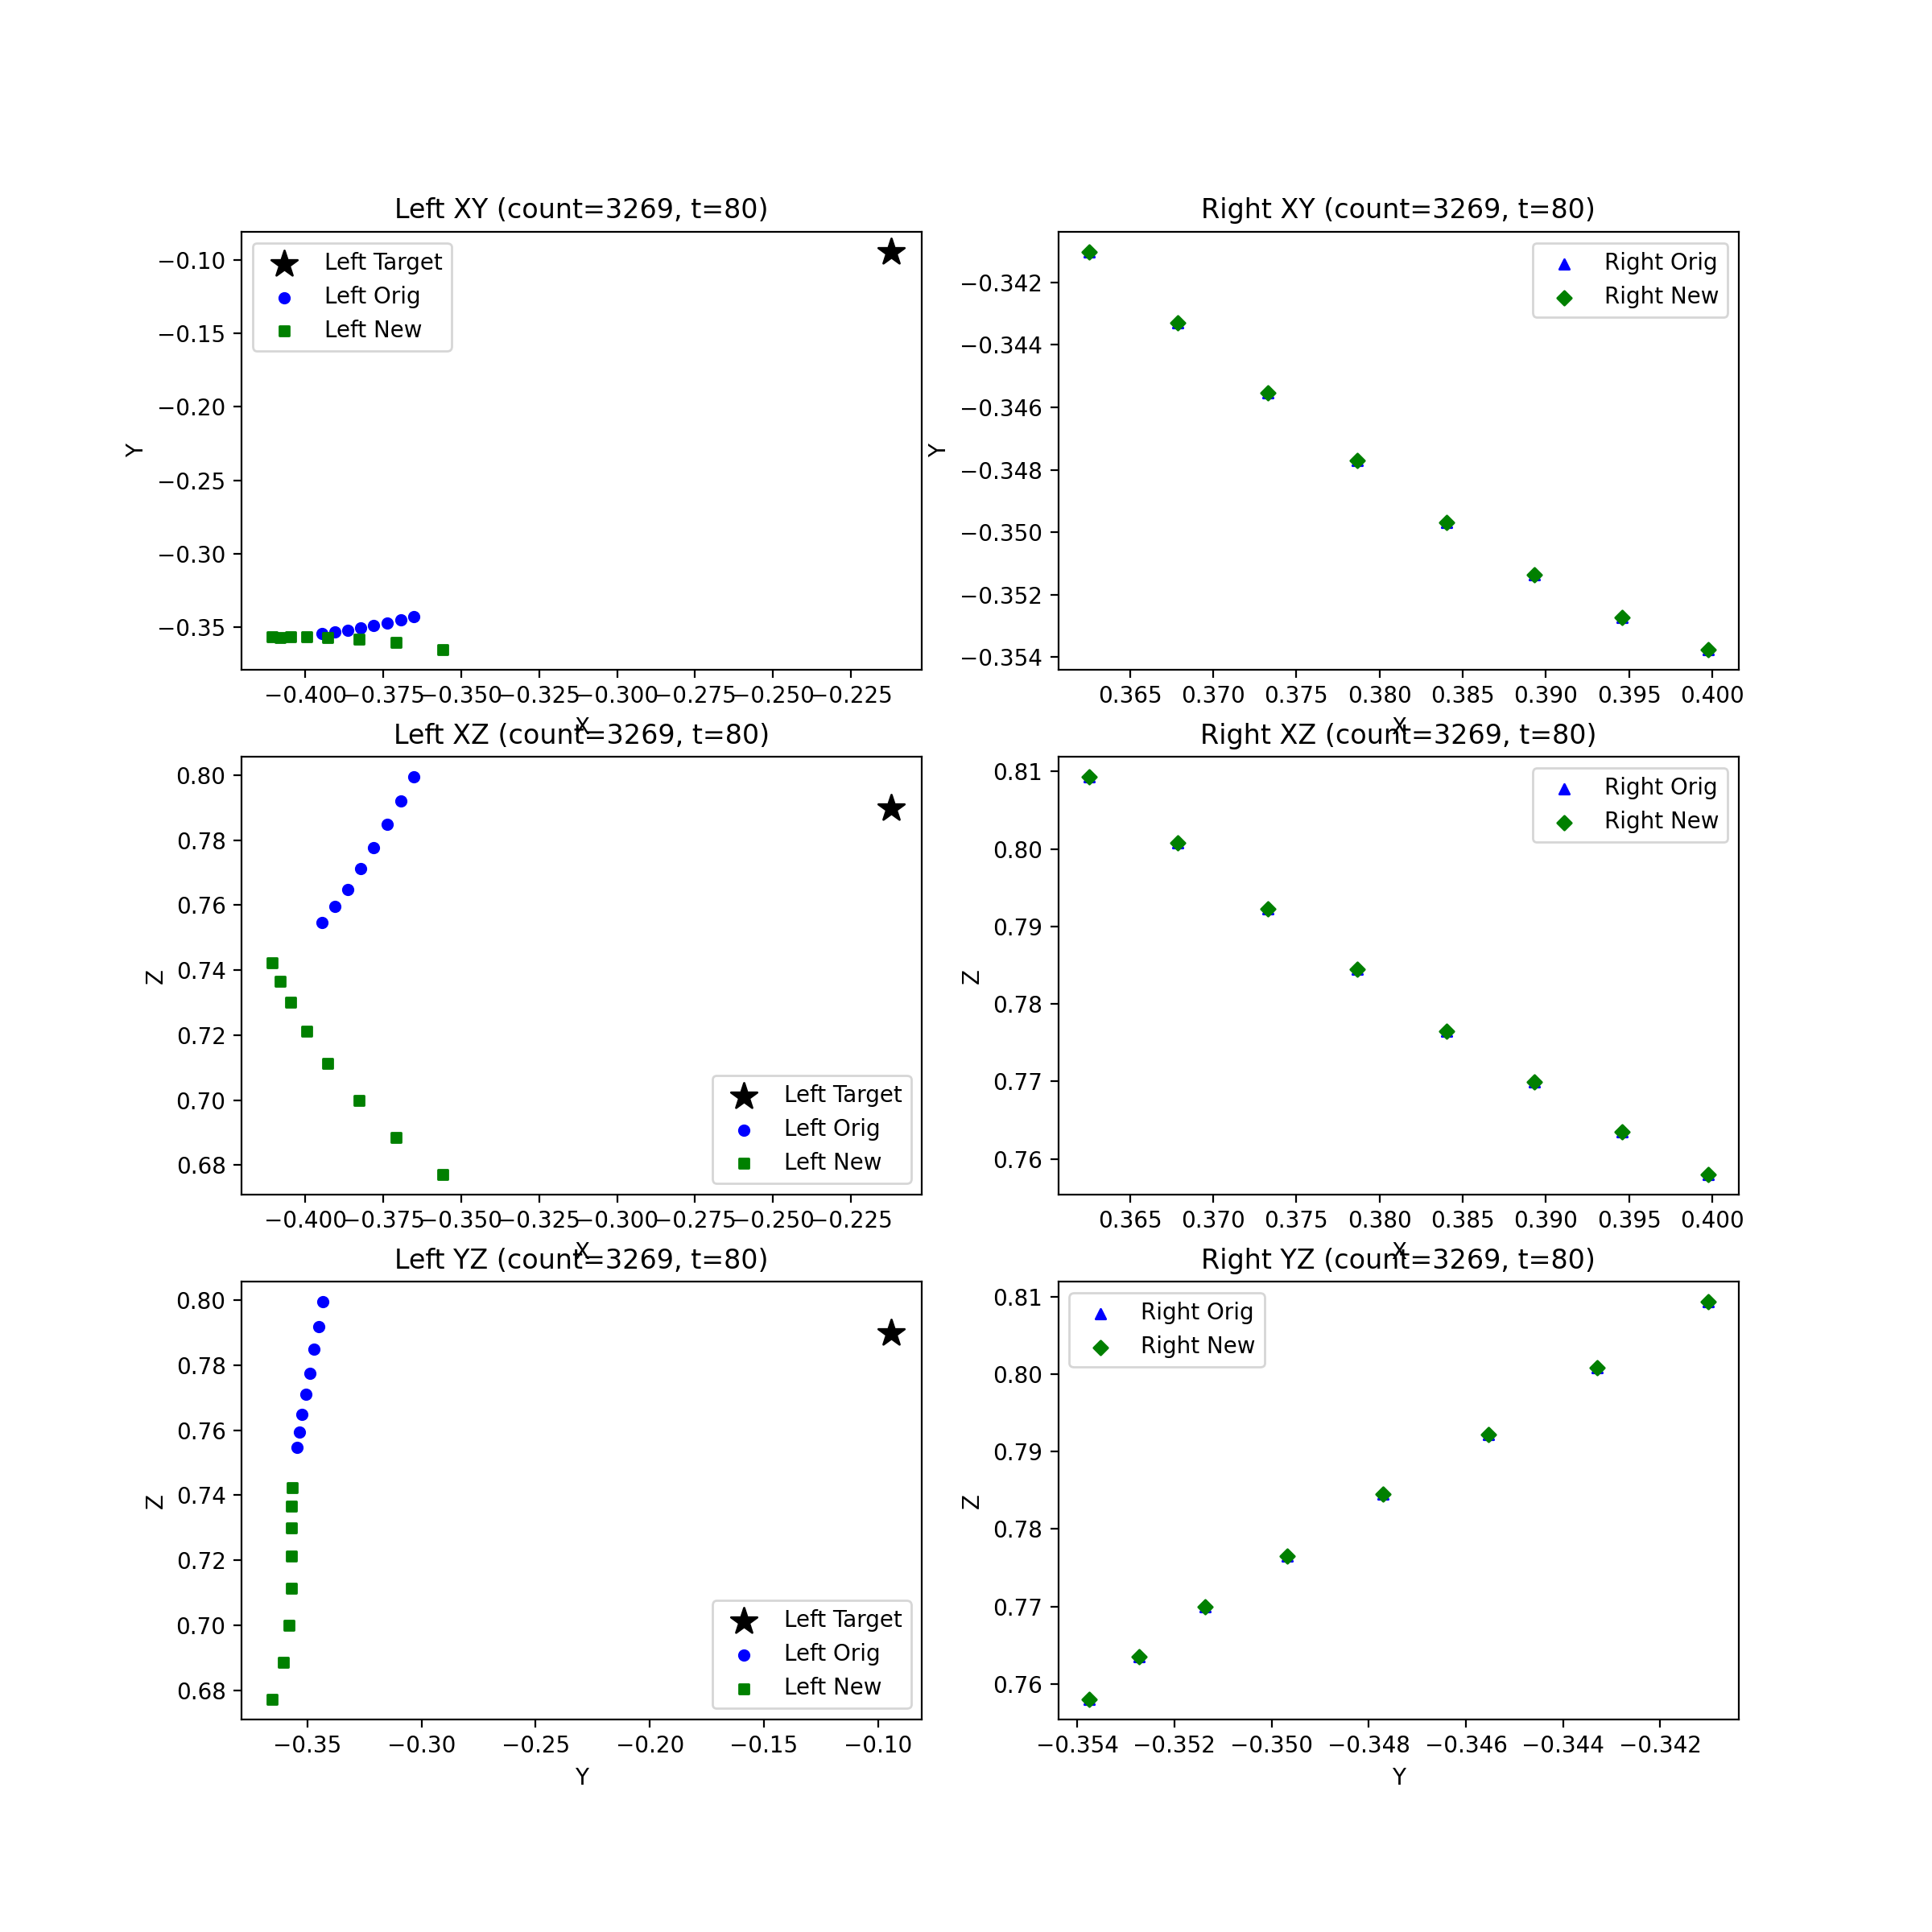 Left XY (count=3269, t=80)
Left Target
Left Orig
Left New
−0.10
−0.15
−0.20
−0.25
−0.30
−0.35
Y
−0.400 −0.375 −0.350 −0.325 −0.300 −0.275 −0.250 −0.225
X
Right XY (count=3269, t=80)
Right Orig
Right New
−0.342
−0.344
−0.346
−0.348
−0.350
−0.352
−0.354
Y
0.365 0.370 0.375 0.380 0.385 0.390 0.395 0.400
X
Left XZ (count=3269, t=80)
0.80
0.78
0.76
0.74
0.72
0.70
0.68
Z
Left Target
Left Orig
Left New
−0.400 −0.375 −0.350 −0.325 −0.300 −0.275 −0.250 −0.225
X
Right XZ (count=3269, t=80)
Right Orig
Right New
0.81
0.80
0.79
0.78
0.77
0.76
Z
0.365 0.370 0.375 0.380 0.385 0.390 0.395 0.400
X
Left YZ (count=3269, t=80)
0.80
0.78
0.76
0.74
0.72
0.70
0.68
Z
Left Target
Left Orig
Left New
−0.35 −0.30 −0.25 −0.20 −0.15 −0.10
Y
Right YZ (count=3269, t=80)
Right Orig
Right New
0.81
0.80
0.79
0.78
0.77
0.76
Z
−0.354 −0.352 −0.350 −0.348 −0.346 −0.344 −0.342
Y